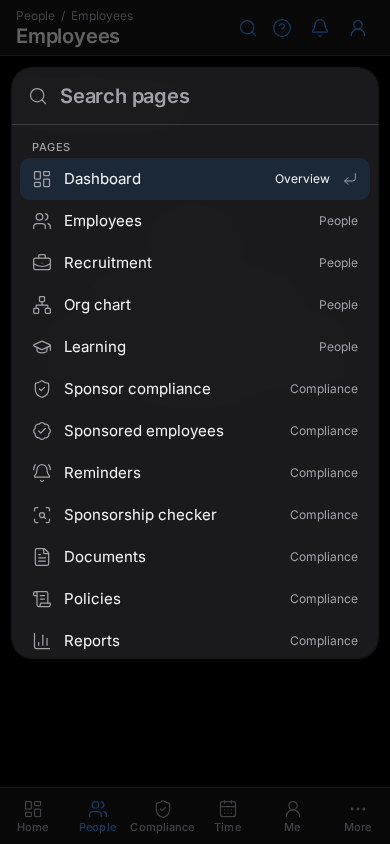 People / Employees
Employees
Search pages
PAGES
Dashboard Overview
Employees People
Recruitment People
Org chart People
Learning People
Sponsor compliance Compliance
Sponsored employees Compliance
Reminders Compliance
Sponsorship checker Compliance
Documents Compliance
Policies Compliance
Reports Compliance
Home People Compliance Time Me More